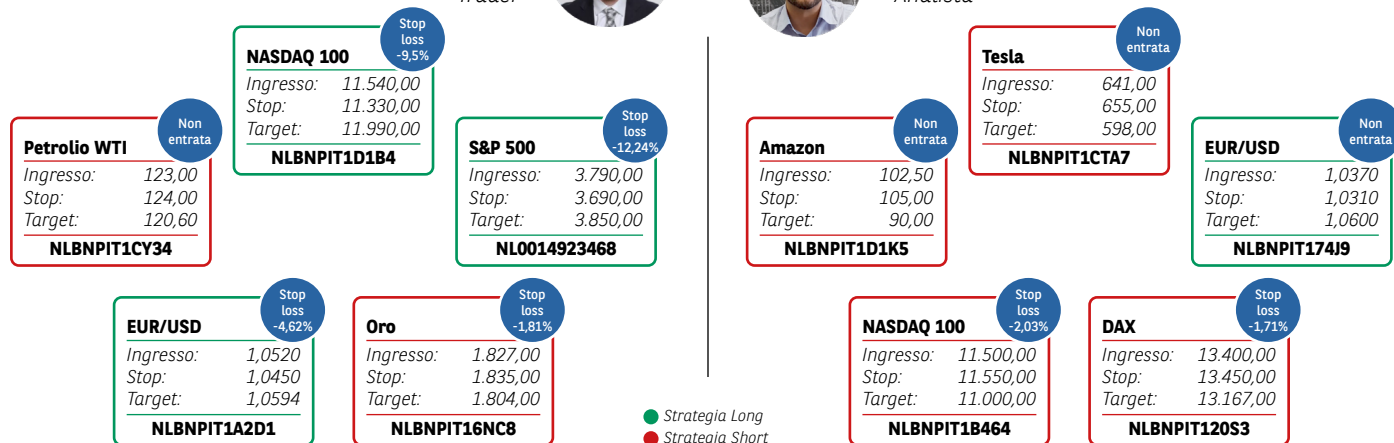 Trader
Analista
NASDAQ 100
Stop
loss
-9,5%
Ingresso: 11.540,00
Stop: 11.330,00
Target: 11.990,00
NLBNPIT1D1B4
Petrolio WTI
Non
entrata
Ingresso: 123,00
Stop: 124,00
Target: 120,60
NLBNPIT1CY34
S&P 500
Stop
loss
-12,24%
Ingresso: 3.790,00
Stop: 3.690,00
Target: 3.850,00
NL0014923468
EUR/USD
Stop
loss
-4,62%
Ingresso: 1,0520
Stop: 1,0450
Target: 1,0594
NLBNPIT1A2D1
Oro
Stop
loss
-1,81%
Ingresso: 1.827,00
Stop: 1.835,00
Target: 1.804,00
NLBNPIT16NC8
Tesla
Non
entrata
Ingresso: 641,00
Stop: 655,00
Target: 598,00
NLBNPIT1CTA7
Amazon
Non
entrata
Ingresso: 102,50
Stop: 105,00
Target: 90,00
NLBNPIT1D1K5
EUR/USD
Non
entrata
Ingresso: 1,0370
Stop: 1,0310
Target: 1,0600
NLBNPIT174J9
NASDAQ 100
Stop
loss
-2,03%
Ingresso: 11.500,00
Stop: 11.550,00
Target: 11.000,00
NLBNPIT1B464
DAX
Stop
loss
-1,71%
Ingresso: 13.400,00
Stop: 13.450,00
Target: 13.167,00
NLBNPIT120S3
Strategia Long
Strategia Short